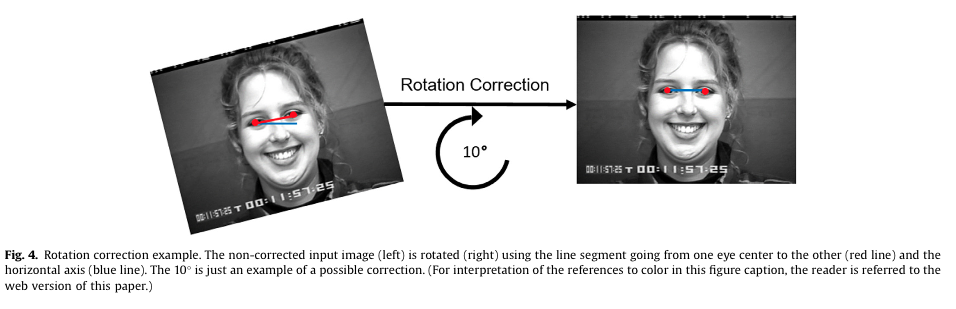 Rotation Correction
10°
00:11:57:25 T 00:11:57:25
00:11:57:25 T 00:11:57:25
Fig. 4. Rotation correction example. The non-corrected input image (left) is rotated (right) using the line segment going from one eye center to the other (red line) and the
horizontal axis (blue line). The 10° is just an example of a possible correction. (For interpretation of the references to color in this figure caption, the reader is referred to the
web version of this paper.)